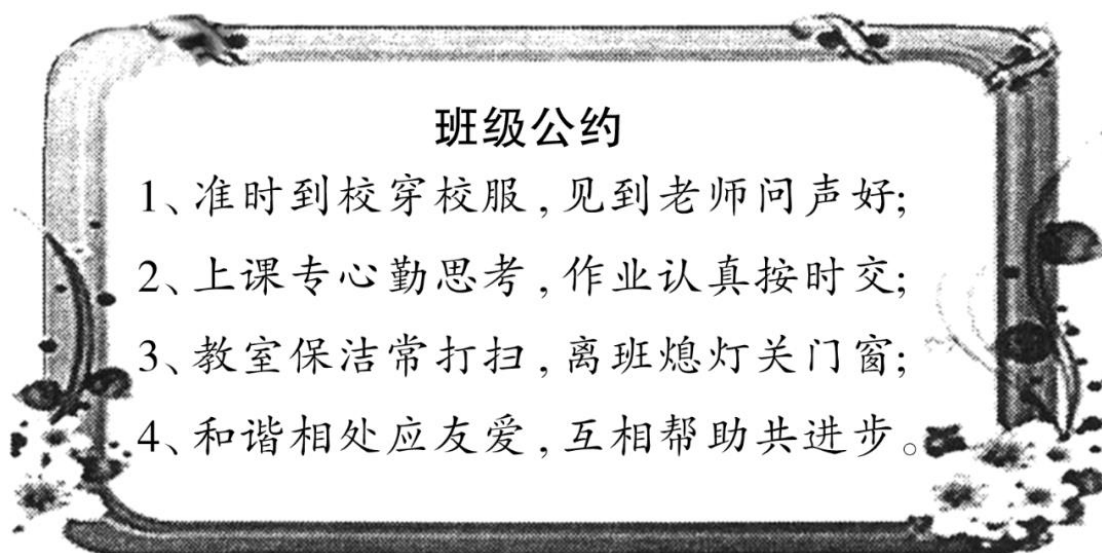 班级公约
1、准时到校穿校服,见到老师问声好;
2、上课专心勤思考,作业认真按时交;
3、教室保洁常打扫,离班熄灯关门窗;
4、和谐相处应友爱,互相帮助共进步。